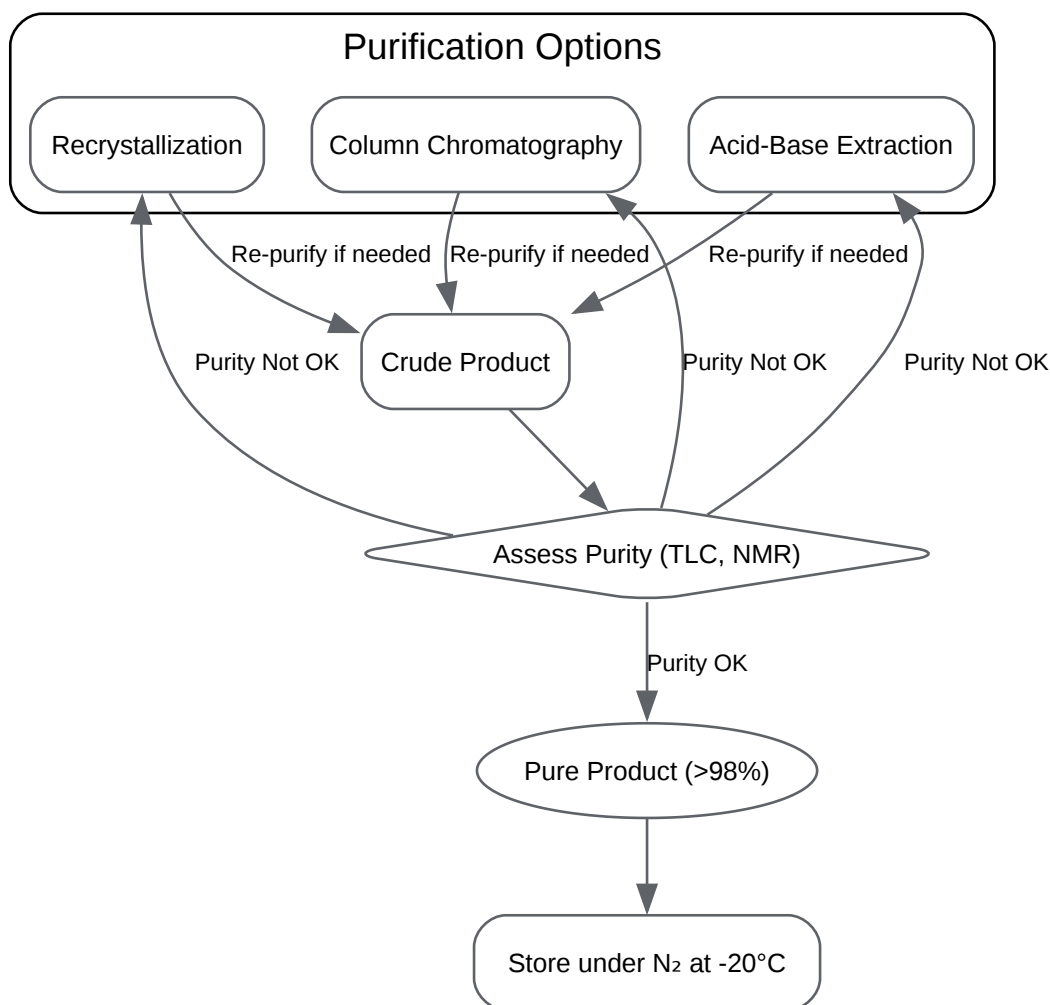 Purification Options
Recrystallization
Column Chromatography
Acid-Base Extraction
Re-purify if needed
Re-purify if needed
Re-purify if needed
Purity Not OK
Crude Product
Purity Not OK
Purity Not OK
Assess Purity (TLC, NMR)
Purity OK
Pure Product (>98%)
Store under N₂ at -20°C